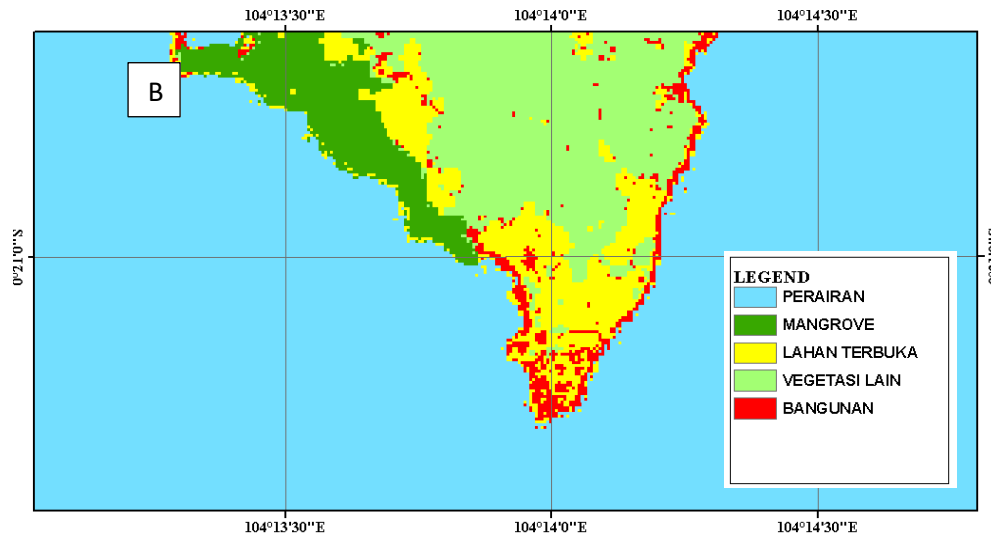 104°13'30"E 104°14'0"E 104°14'30"E
B
0°21'0"S
LEGEND
PERAIRAN
MANGROVE
LAHAN TERBUKA
VEGETASI LAIN
BANGUNAN
104°13'30"E 104°14'0"E 104°14'30"E